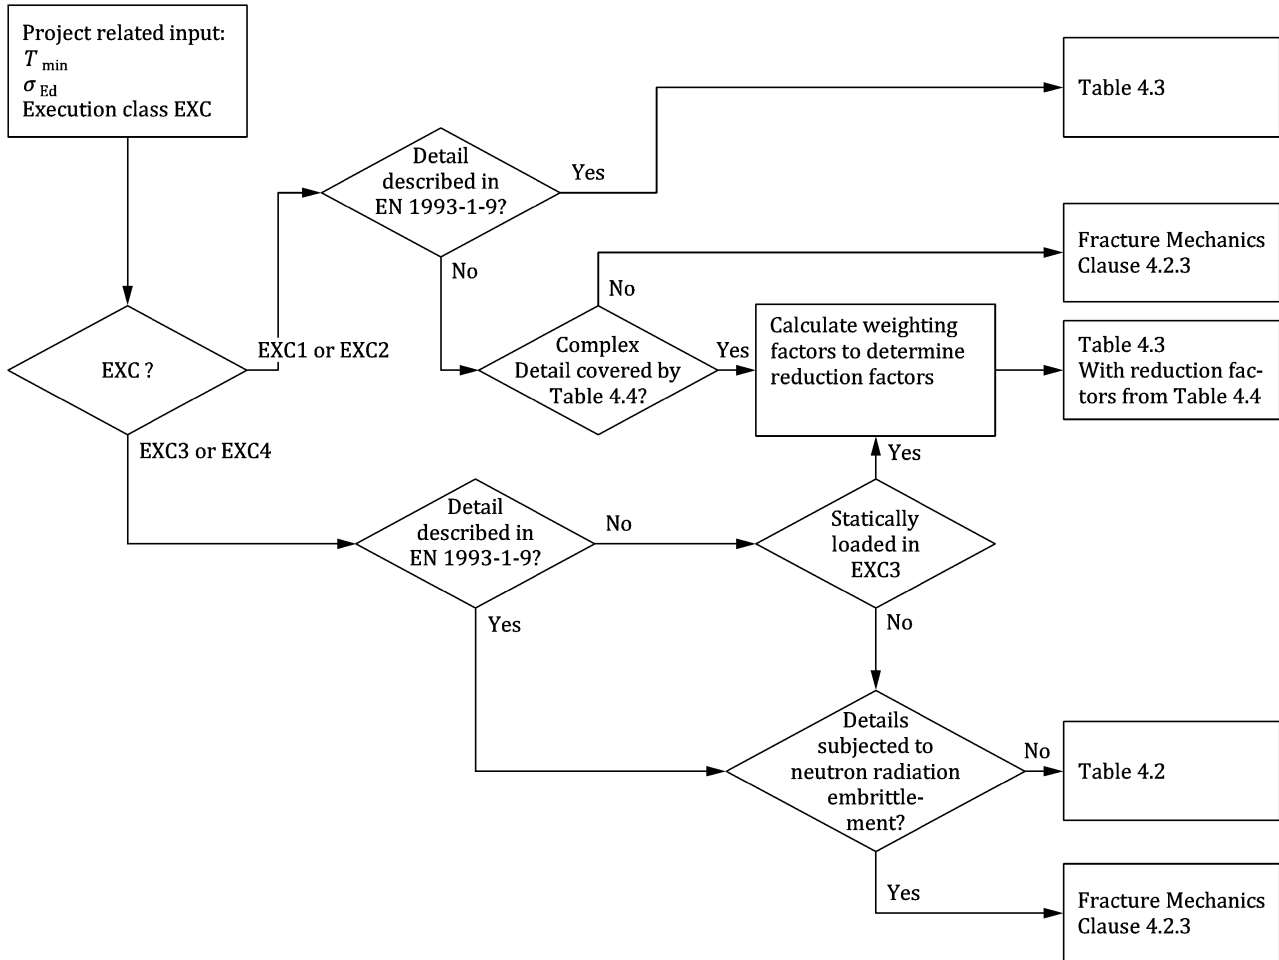 Project related input:
T min
σ Ed
Execution class EXC
Table 4.3
Detail
described in
EN 1993-1-9?
Yes
No
Fracture Mechanics
Clause 4.2.3
No
EXC ?
EXC1 or EXC2
Complex
Detail covered by
Table 4.4?
Yes
Calculate weighting
factors to determine
reduction factors
Table 4.3
With reduction fac-
tors from Table 4.4
EXC3 or EXC4
Yes
Detail
described in
EN 1993-1-9?
No
Statically
loaded in
EXC3
Yes
No
Details
subjected to
neutron radiation
embrittle-
ment?
No
Table 4.2
Yes
Fracture Mechanics
Clause 4.2.3